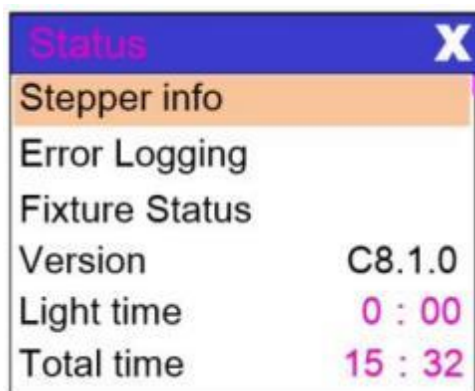 Status X
Stepper info
Error Logging
Fixture Status
Version C8.1.0
Light time 0 : 00
Total time 15 : 32